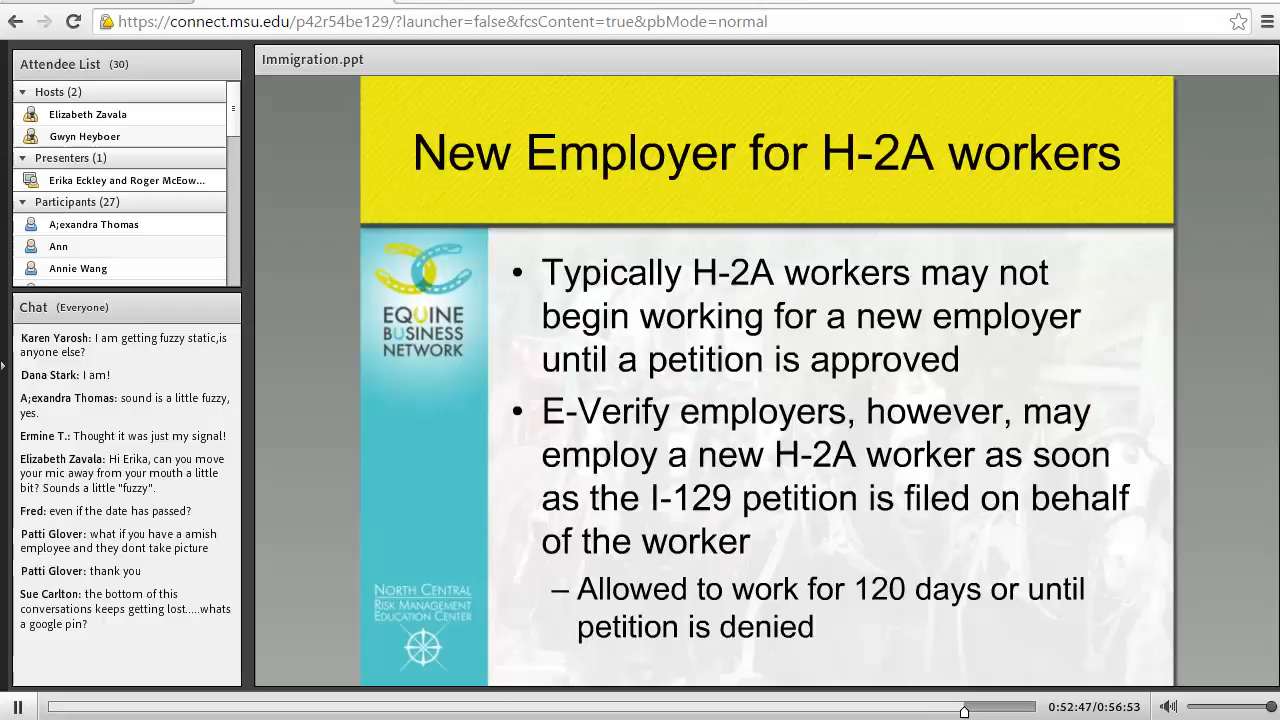 https://connect.msu.edu/p42r54be129/?launcher=false&fcsContent=true&pbMode=normal
Attendee List (30)
Hosts (2)
Elizabeth Zavala
Gwyn Heyboer
Presenters (1)
Erika Eckley and Roger McEow...
Participants (27)
A;exandra Thomas
Ann
Annie Wang
Chat (Everyone)
Karen Yarosh: I am getting fuzzy static,is
anyone else?
Dana Stark: I am!
A;exandra Thomas: sound is a little fuzzy,
yes.
Ermine T.: Thought it was just my signal!
Elizabeth Zavala: Hi Erika, can you move
your mic away from your mouth a little
bit? Sounds a little "fuzzy".
Fred: even if the date has passed?
Patti Glover: what if you have a amish
employee and they dont take picture
Patti Glover: thank you
Sue Carlton: the bottom of this
conversations keeps getting lost.....whats
a google pin?
Immigration.ppt
New Employer for H-2A workers
EQUINE
BUSINESS
NETWORK
• Typically H-2A workers may not
begin working for a new employer
until a petition is approved
• E-Verify employers, however, may
employ a new H-2A worker as soon
as the I-129 petition is filed on behalf
of the worker
– Allowed to work for 120 days or until
petition is denied
NORTH CENTRAL
RISK MANAGEMENT
EDUCATION CENTER
0:52:47/0:56:53